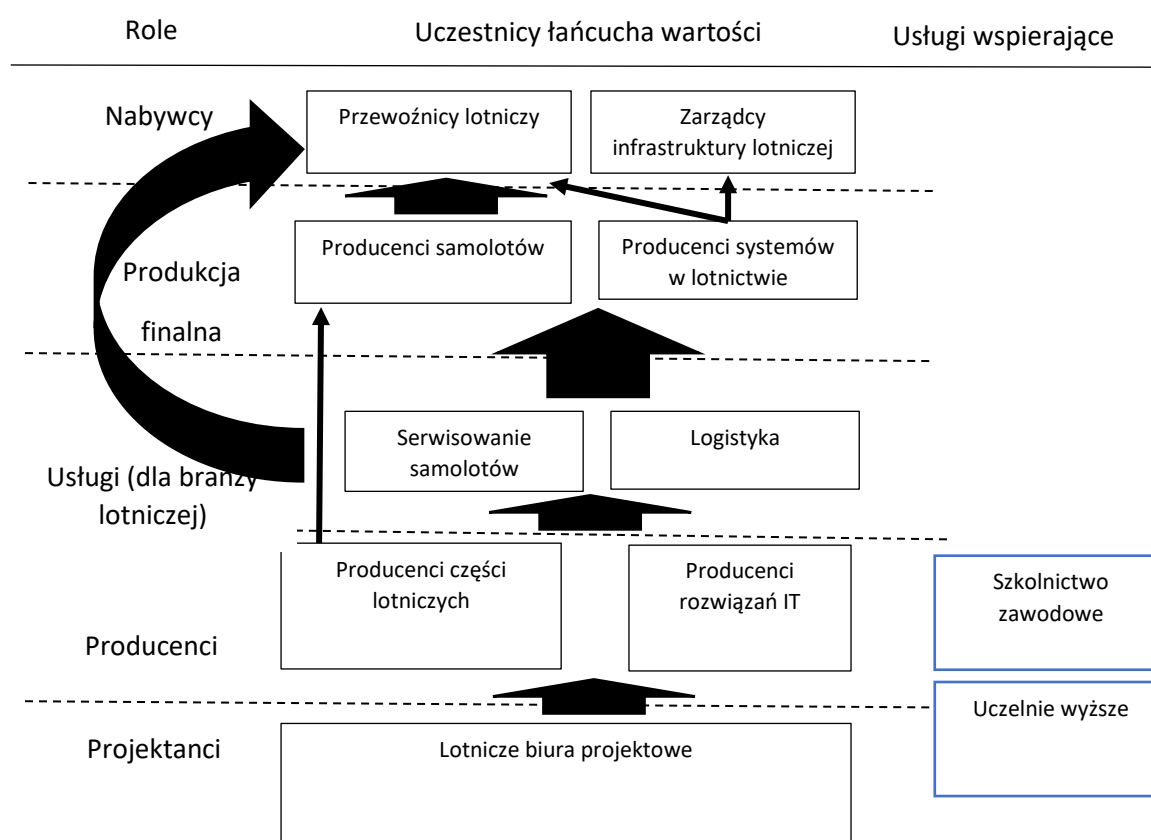 Role
Uczestnicy łańcucha wartości
Usługi wspierające
Nabywcy
Przewoźnicy lotniczy
Zarządcy
infrastruktury lotniczej
Produkcja
finalna
Producenci samolotów
Producenci systemów
w lotnictwie
Usługi (dla branży
lotniczej)
Serwisowanie
samolotów
Logistyka
Producenci
Producenci części
lotniczych
Producenci
rozwiązań IT
Szkolnictwo
zawodowe
Projektanci
Lotnicze biura projektowe
Uczelnie wyższe